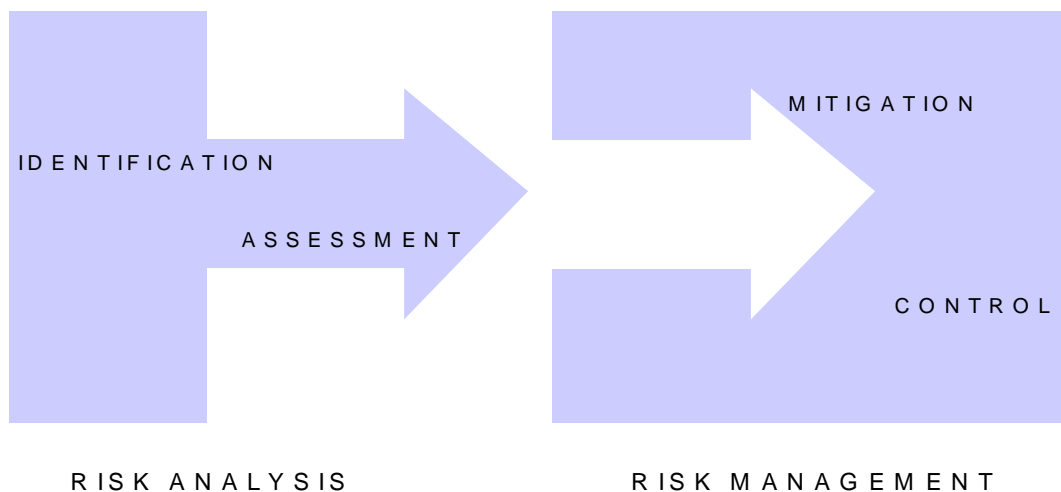 MITIGATION
IDENTIFICATION
ASSESSMENT
CONTROL
RISK ANALYSIS
RISK MANAGEMENT